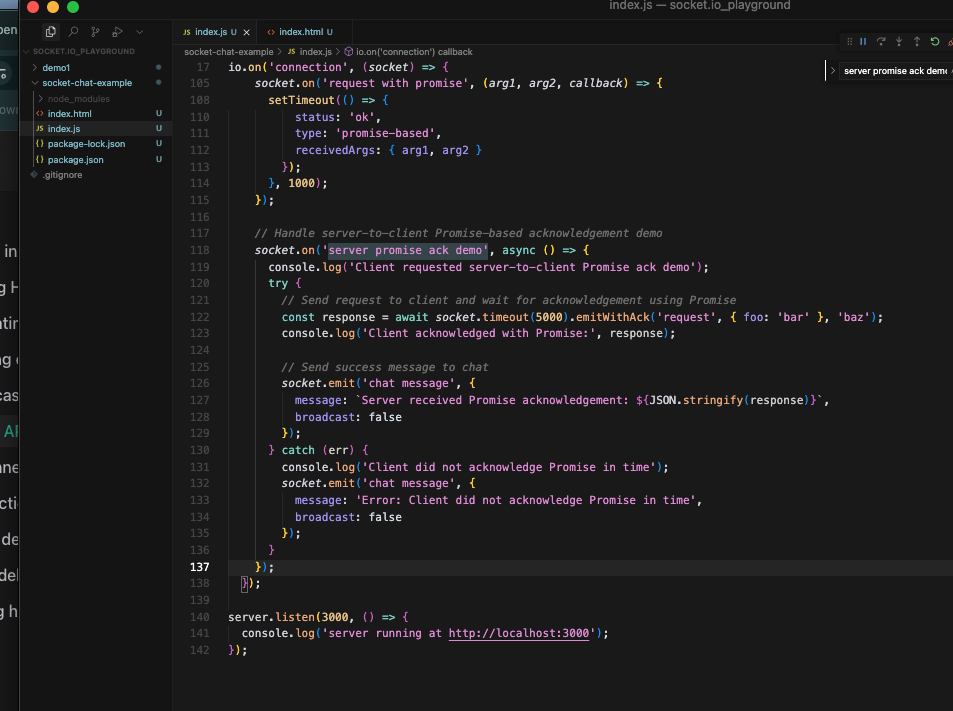 index.js — socket.io_playground
index.js U
index.html U
SOCKET.IO_PLAYGROUND
demo1
socket-chat-example
node_modules
index.html U
JS index.js U
{} package-lock.json U
{} package.json U
.gitignore
socket-chat-example > JS index.js > io.on('connection') callback
server promise ack demo
17 io.on('connection', (socket) => {
105 socket.on('request with promise', (arg1, arg2, callback) => {
108 setTimeout(() => {
110 status: 'ok',
111 type: 'promise-based',
112 receivedArgs: { arg1, arg2 }
113 });
114 }, 1000);
115 });
116
117 // Handle server-to-client Promise-based acknowledgement demo
118 socket.on('server promise ack demo', async () => {
119 console.log('Client requested server-to-client Promise ack demo');
120 try {
121 // Send request to client and wait for acknowledgement using Promise
122 const response = await socket.timeout(5000).emitWithAck('request', { foo: 'bar' }, 'baz');
123 console.log('Client acknowledged with Promise:', response);
124
125 // Send success message to chat
126 socket.emit('chat message', {
127 message: `Server received Promise acknowledgement: ${JSON.stringify(response)}`,
128 broadcast: false
129 });
130 } catch (err) {
131 console.log('Client did not acknowledge Promise in time');
132 socket.emit('chat message', {
133 message: 'Error: Client did not acknowledge Promise in time',
134 broadcast: false
135 });
136 }
137 });
138 });
139
140 server.listen(3000, () => {
141 console.log('server running at http://localhost:3000');
142 });